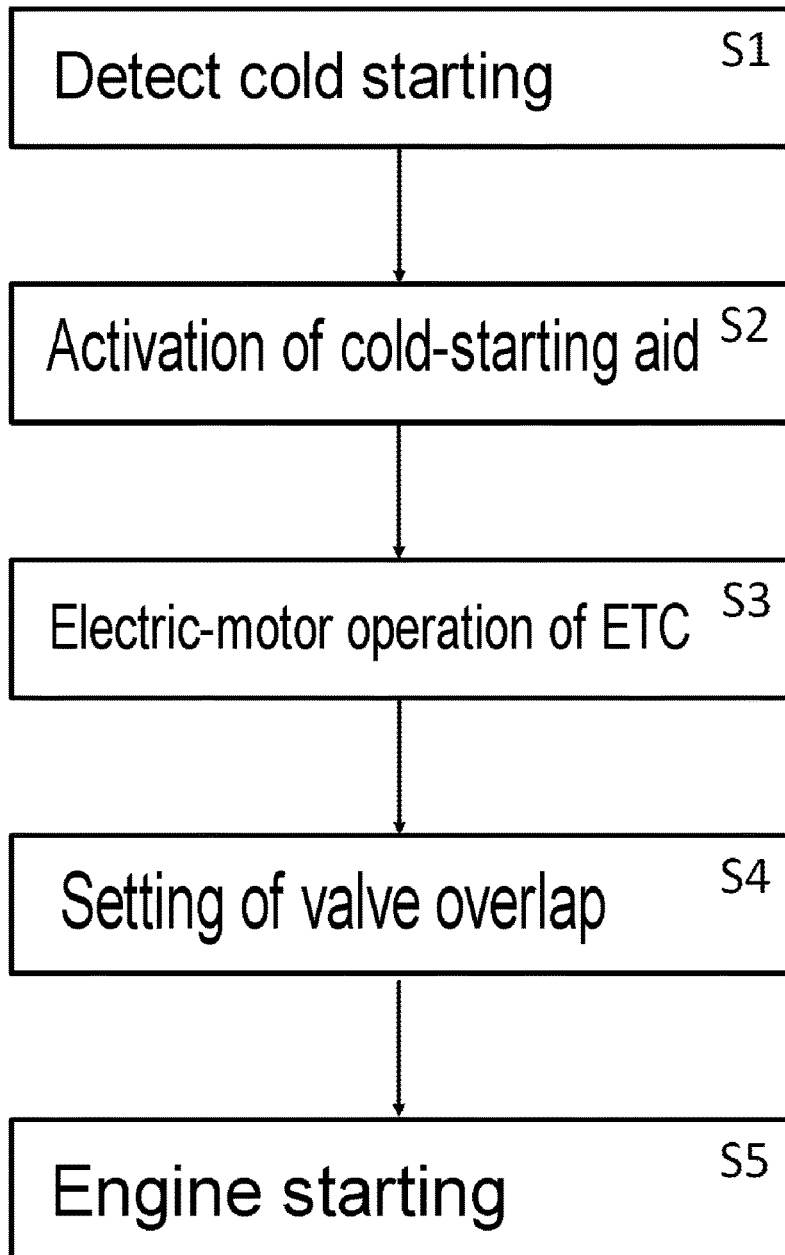 Detect cold starting S1
Activation of cold-starting aid S2
Electric-motor operation of ETC S3
Setting of valve overlap S4
Engine starting S5